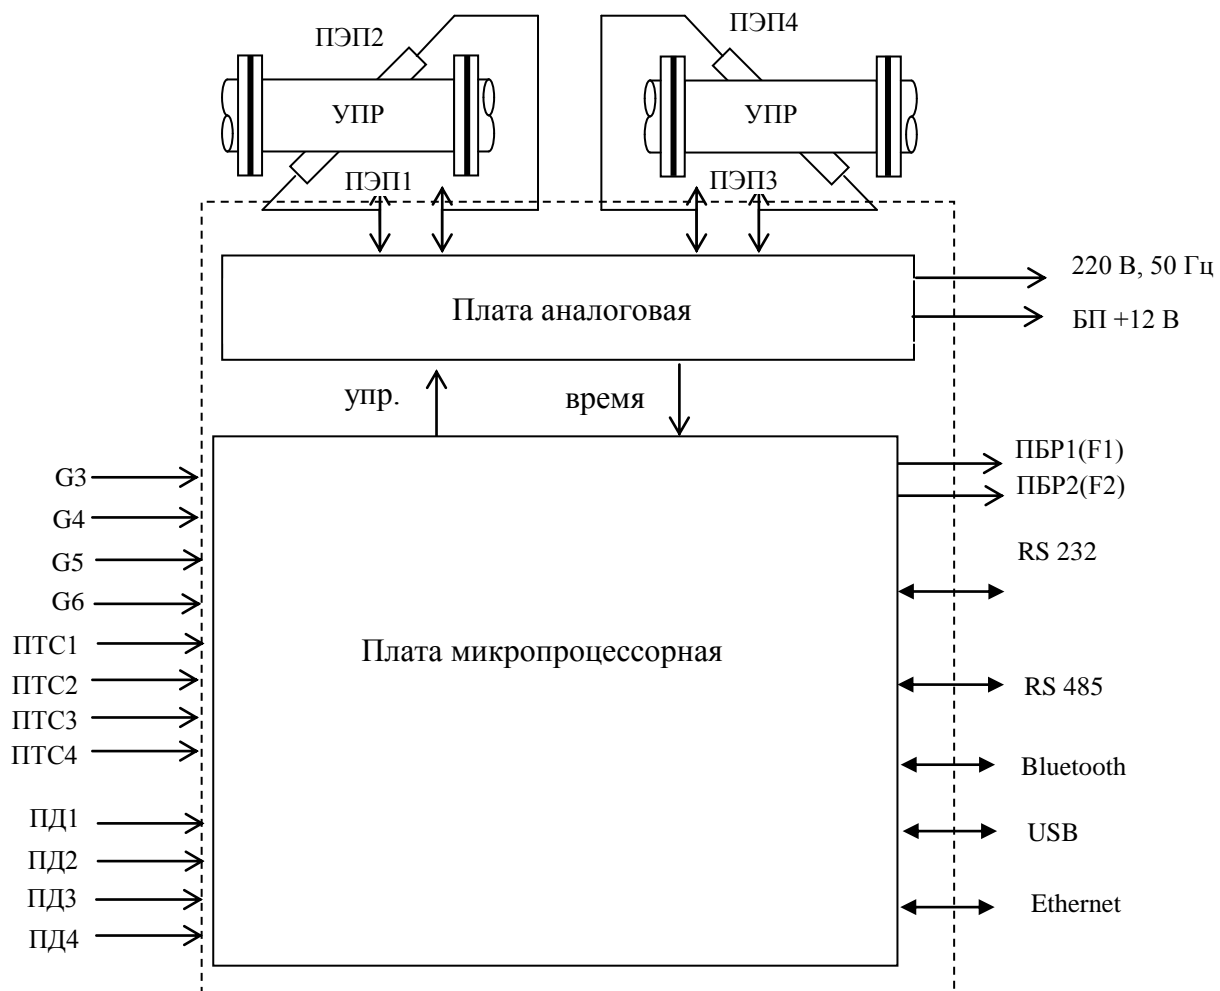 ПЭП2
ПЭП4
УПР
УПР
ПЭП1
ПЭП3
220 В, 50 Гц
Плата аналоговая
БП +12 В
упр.
время
ПБР1(F1)
G3
ПБР2(F2)
G4
RS 232
G5
G6
ПТС1
Плата микропроцессорная
ПТС2
RS 485
ПТС3
ПТС4
Bluetooth
ПД1
USB
ПД2
ПД3
Ethernet
ПД4